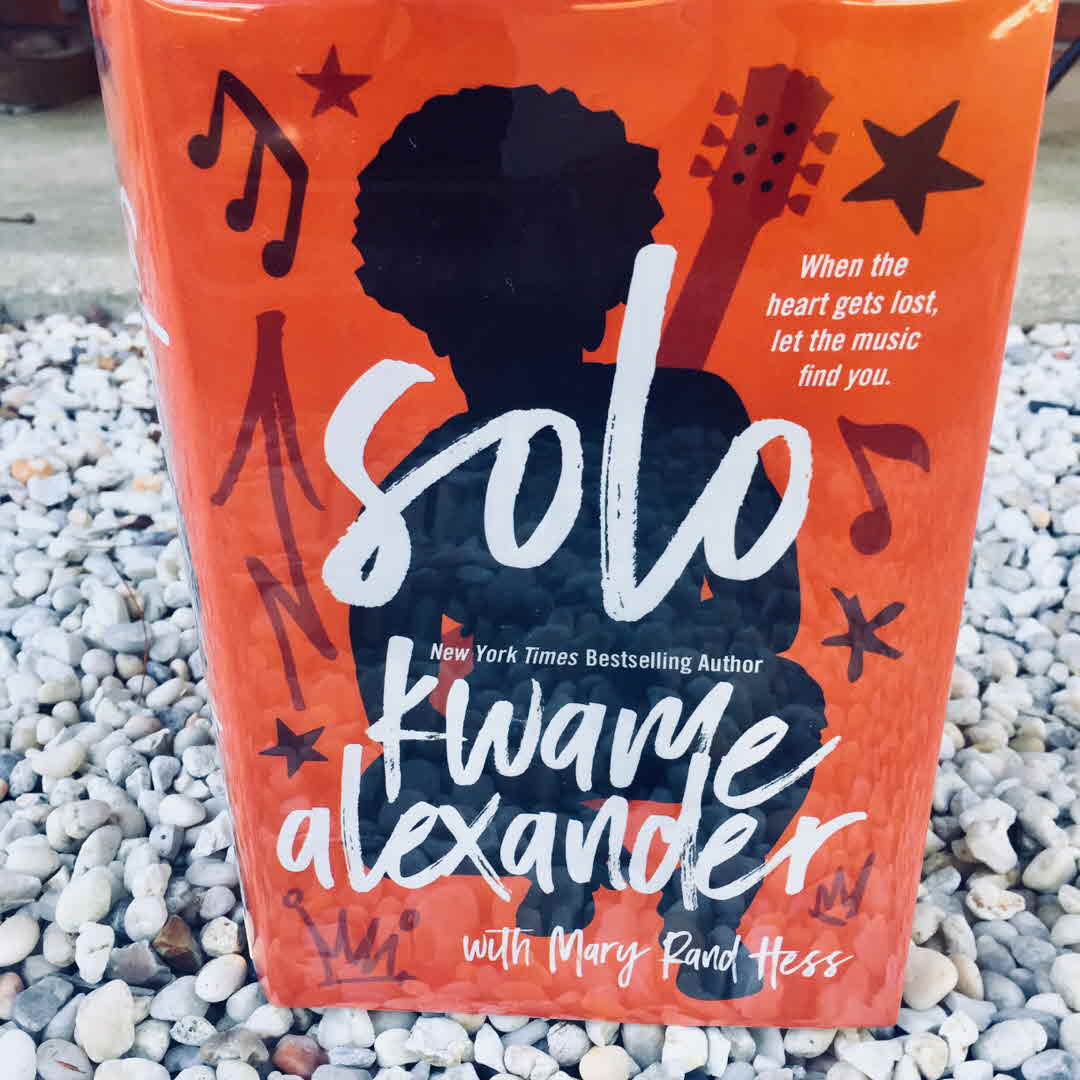 When the
heart gets lost,
let the music
find you.
solo
New York Times Bestselling Author
kwame
alexander
with Mary Rand Hess